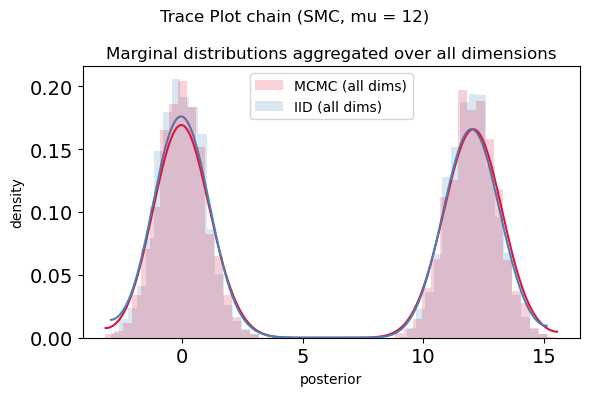 Trace Plot chain (SMC, mu = 12)
Marginal distributions aggregated over all dimensions
MCMC (all dims)
IID (all dims)
density
0.20
0.15
0.10
0.05
0.00
0
5
10
15
posterior